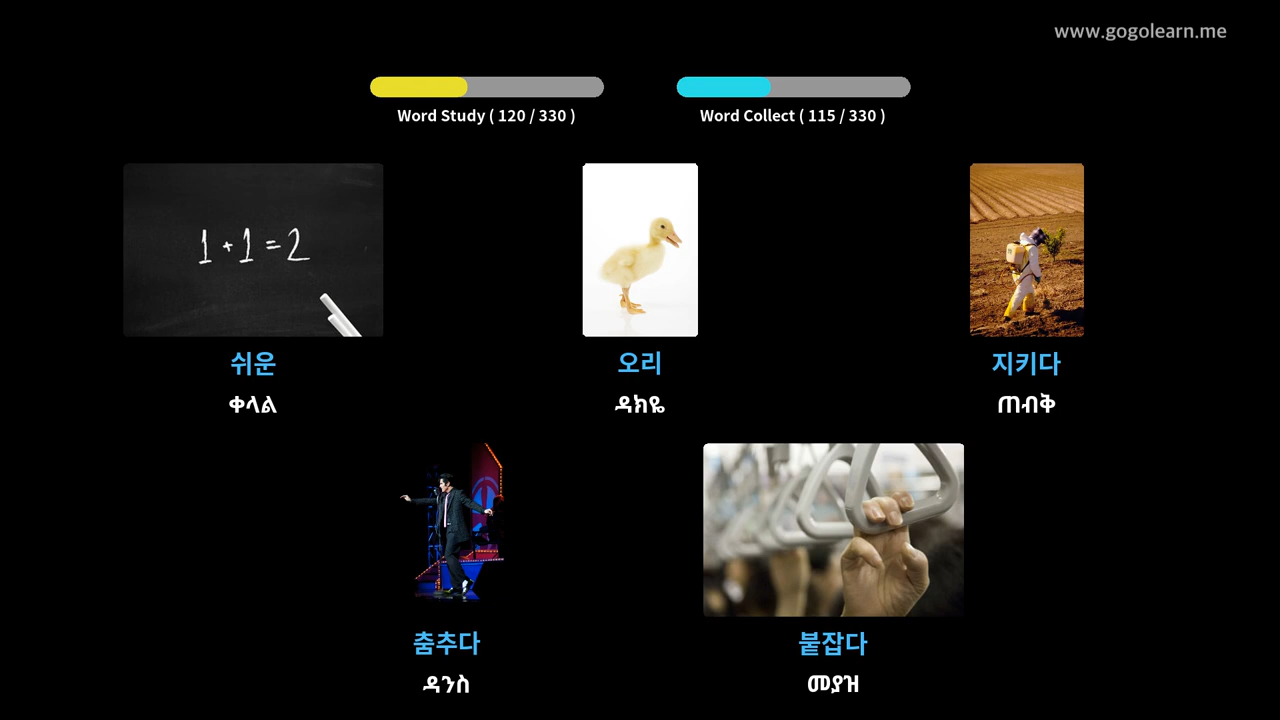 www.gogolearn.me
Word Study ( 120 / 330 )
Word Collect ( 115 / 330 )
1 + 1 = 2
쉬운
오리
지키다
ቀላል
ዳክዬ
ጠብቅ
춤추다
붙잡다
ዳንስ
መያዝ